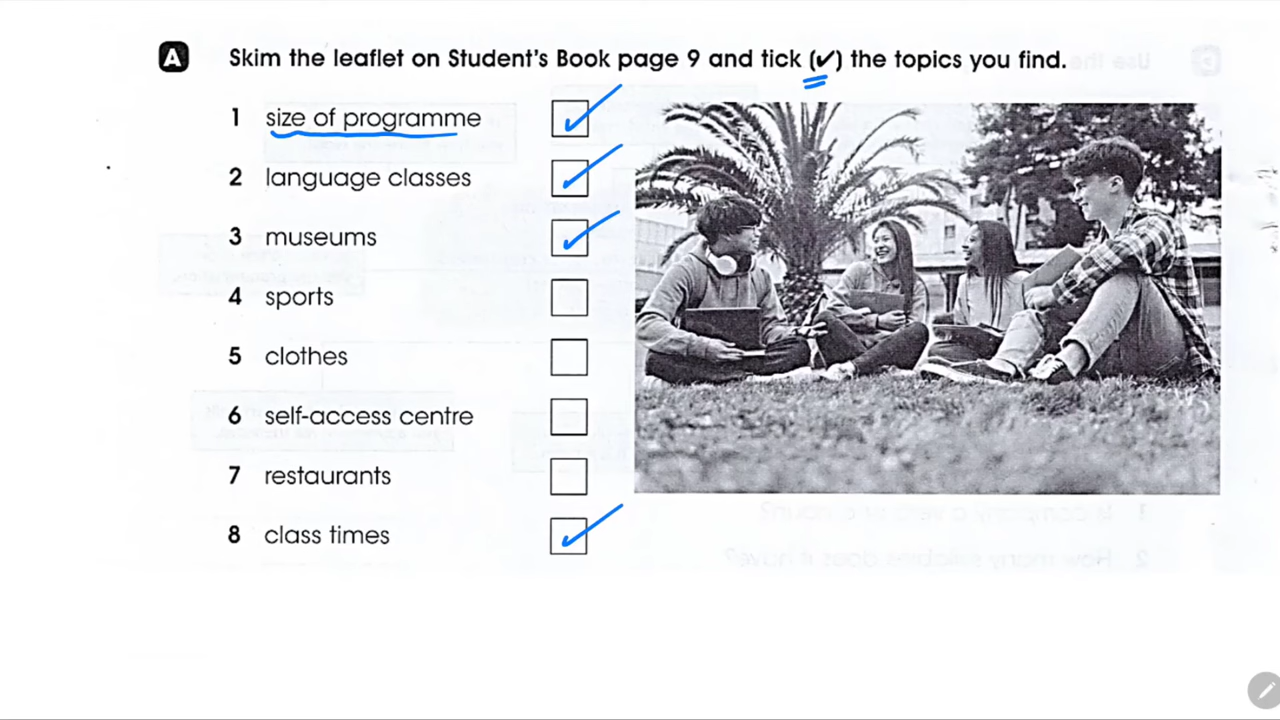 A Skim the leaflet on Student's Book page 9 and tick (✔) the topics you find.
1 size of programme ✓
2 language classes ✓
3 museums ✓
4 sports
5 clothes
6 self-access centre
7 restaurants
8 class times ✓